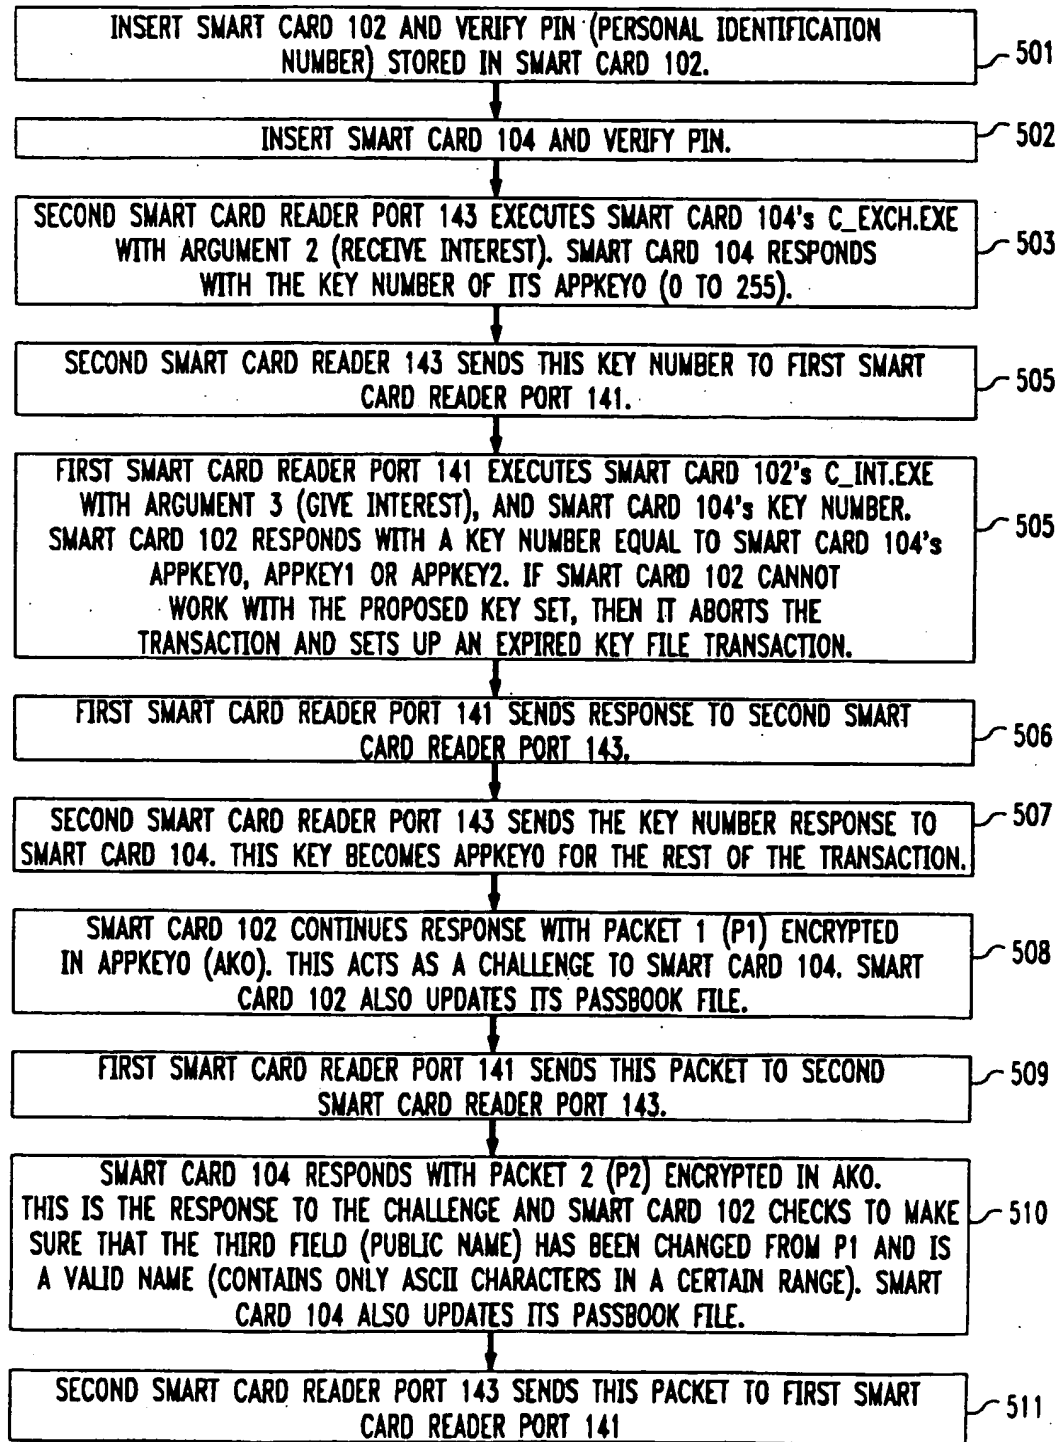 INSERT SMART CARD 102 AND VERIFY PIN (PERSONAL IDENTIFICATION
NUMBER) STORED IN SMART CARD 102.
501
INSERT SMART CARD 104 AND VERIFY PIN.
502
SECOND SMART CARD READER PORT 143 EXECUTES SMART CARD 104's C_EXCH.EXE
WITH ARGUMENT 2 (RECEIVE INTEREST). SMART CARD 104 RESPONDS
WITH THE KEY NUMBER OF ITS APPKEY0 (0 TO 255).
503
SECOND SMART CARD READER 143 SENDS THIS KEY NUMBER TO FIRST SMART
CARD READER PORT 141.
505
FIRST SMART CARD READER PORT 141 EXECUTES SMART CARD 102's C_INT.EXE
WITH ARGUMENT 3 (GIVE INTEREST), AND SMART CARD 104's KEY NUMBER.
SMART CARD 102 RESPONDS WITH A KEY NUMBER EQUAL TO SMART CARD 104's
APPKEY0, APPKEY1 OR APPKEY2. IF SMART CARD 102 CANNOT
WORK WITH THE PROPOSED KEY SET, THEN IT ABORTS THE
TRANSACTION AND SETS UP AN EXPIRED KEY FILE TRANSACTION.
505
FIRST SMART CARD READER PORT 141 SENDS RESPONSE TO SECOND SMART
CARD READER PORT 143.
506
SECOND SMART CARD READER PORT 143 SENDS THE KEY NUMBER RESPONSE TO
SMART CARD 104. THIS KEY BECOMES APPKEY0 FOR THE REST OF THE TRANSACTION.
507
SMART CARD 102 CONTINUES RESPONSE WITH PACKET 1 (P1) ENCRYPTED
IN APPKEY0 (AK0). THIS ACTS AS A CHALLENGE TO SMART CARD 104. SMART
CARD 102 ALSO UPDATES ITS PASSBOOK FILE.
508
FIRST SMART CARD READER PORT 141 SENDS THIS PACKET TO SECOND
SMART CARD READER PORT 143.
509
SMART CARD 104 RESPONDS WITH PACKET 2 (P2) ENCRYPTED IN AK0.
THIS IS THE RESPONSE TO THE CHALLENGE AND SMART CARD 102 CHECKS TO MAKE
SURE THAT THE THIRD FIELD (PUBLIC NAME) HAS BEEN CHANGED FROM P1 AND IS
A VALID NAME (CONTAINS ONLY ASCII CHARACTERS IN A CERTAIN RANGE). SMART
CARD 104 ALSO UPDATES ITS PASSBOOK FILE.
510
SECOND SMART CARD READER PORT 143 SENDS THIS PACKET TO FIRST SMART
CARD READER PORT 141
511